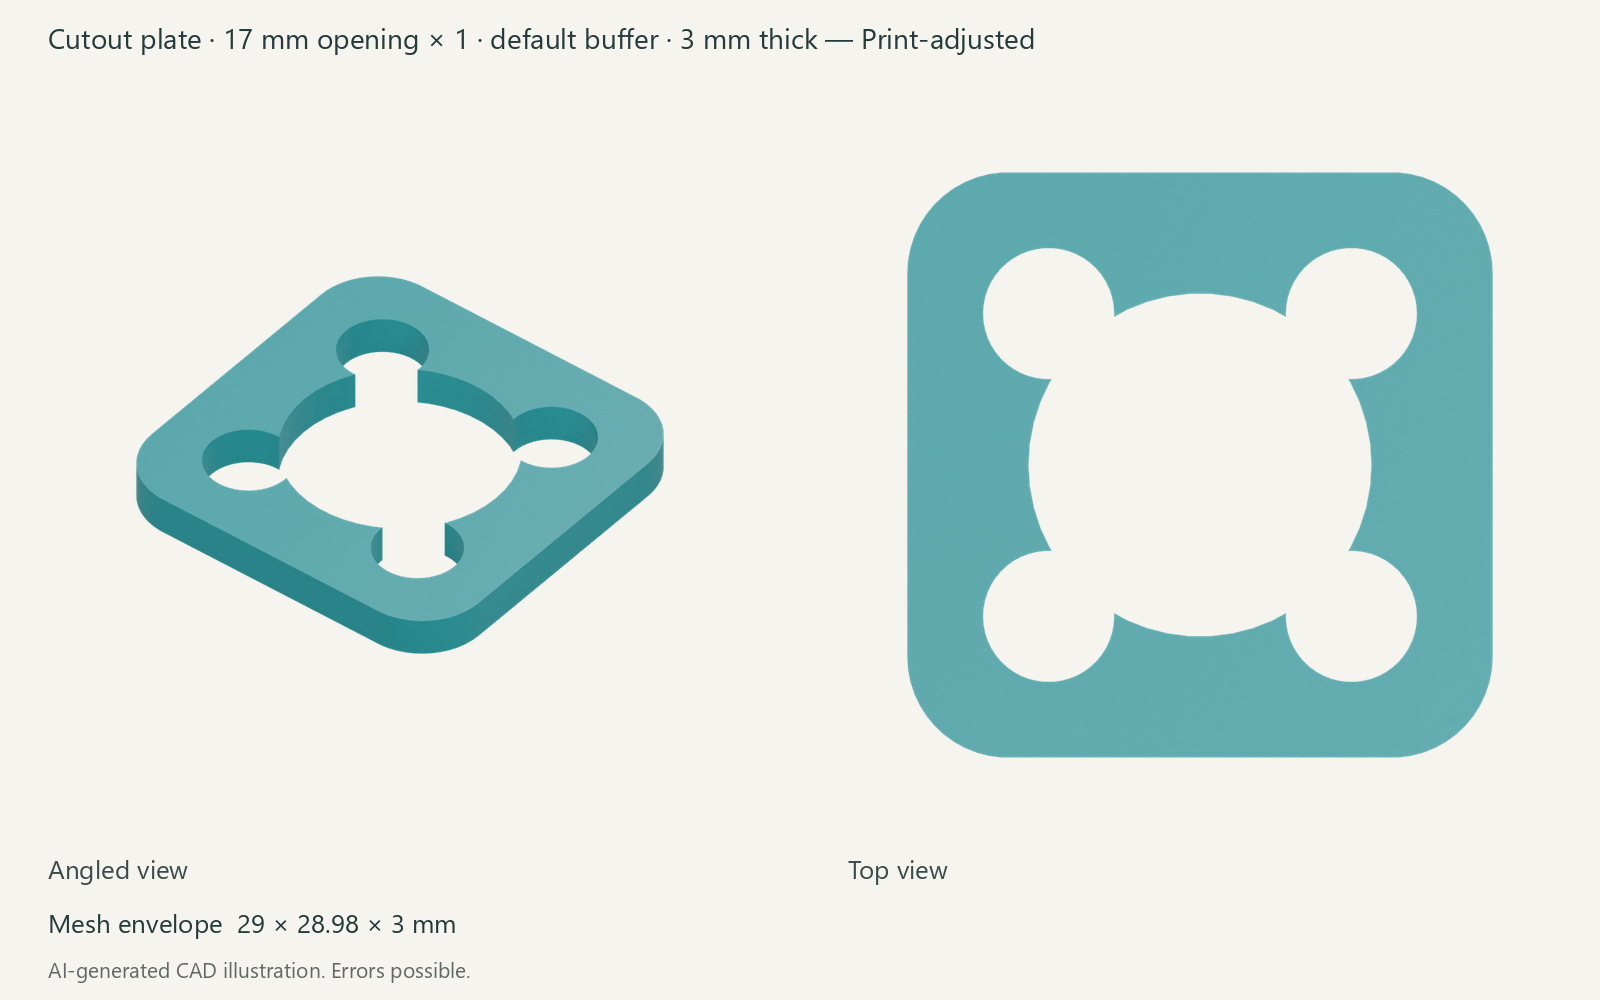 Cutout plate · 17 mm opening × 1 · default buffer · 3 mm thick — Print-adjusted
Angled view
Top view
Mesh envelope 29 × 28.98 × 3 mm
AI-generated CAD illustration. Errors possible.